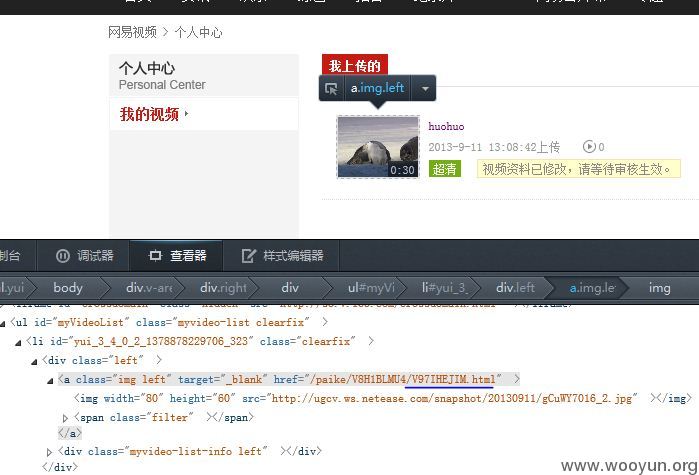 网易视频 > 个人中心
个人中心
Personal Center
我的视频
我上传的
a.img.left
huohuo
2013-9-11 13:08:42上传
0
0:30
超清
视频资料已修改，请等待审核生效。
制台
调试器
查看器
样式编辑器
l.yui
body
div.v-are
div.right
div
ul#myVi
li#yui_3_
div.left
a.img.le
img
<ul id="myVideoList" class="myvideo-list clearfix" >
<li id="yui_3_4_0_2_1378878229706_323" class="clearfix" >
<div class="left" >
<a class="img left" target="_blank" href="/paike/V8H1BLMU4/V97IHEJIM.html" >
<img width="80" height="60" src="http://ugcv.ws.netease.com/snapshot/20130911/gCuWY7016_2.jpg" ></img>
<span class="filter" ></span>
</a>
<div class="myvideo-list-info left" ></div>
</div>
www.wooyun.org